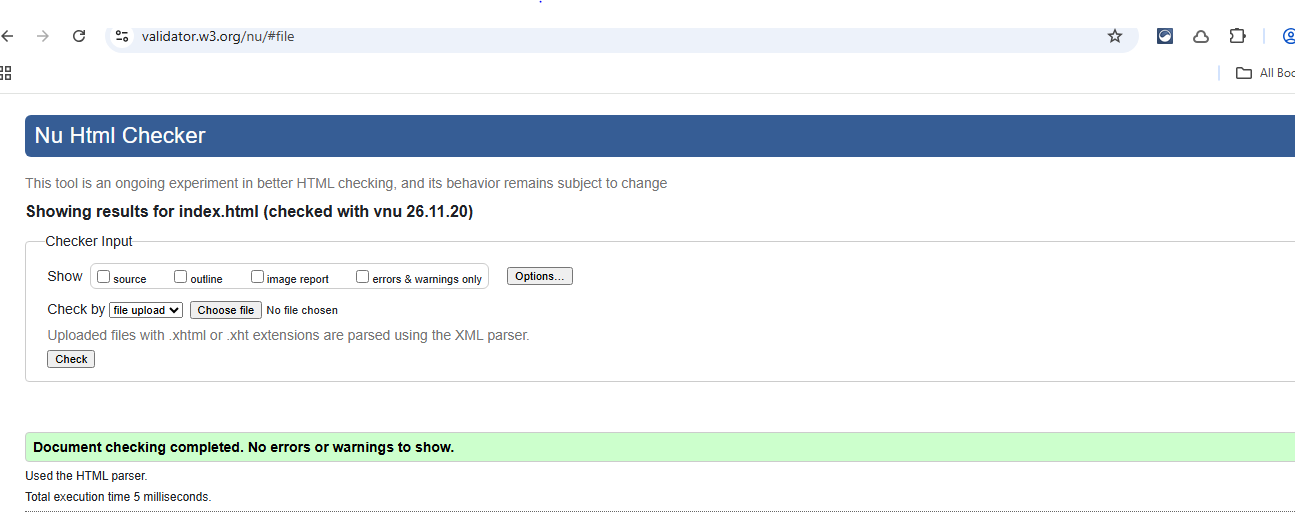 validator.w3.org/nu/#file
All Boo
Nu Html Checker
This tool is an ongoing experiment in better HTML checking, and its behavior remains subject to change
Showing results for index.html (checked with vnu 26.11.20)
Checker Input
Show source outline image report errors & warnings only Options...
Check by file upload Choose file No file chosen
Uploaded files with .xhtml or .xht extensions are parsed using the XML parser.
Check
Document checking completed. No errors or warnings to show.
Used the HTML parser.
Total execution time 5 milliseconds.